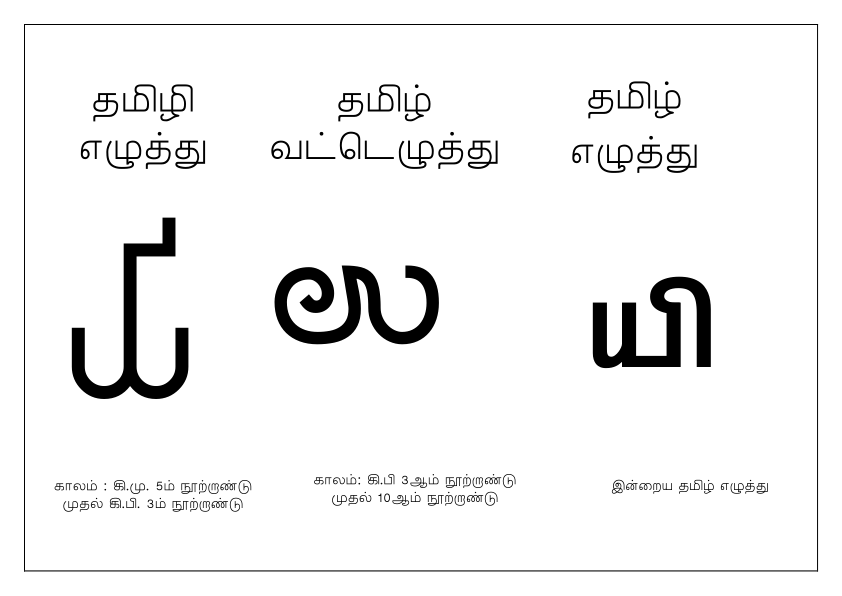 தமிழி
எழுத்து
தமிழ்
வட்டெழுத்து
தமிழ்
எழுத்து
𑀬𑀺
யி
காலம் : கி.மு. 5ம் நூற்றாண்டு
முதல் கி.பி. 3ம் நூற்றாண்டு
காலம்: கி.பி 3ஆம் நூற்றாண்டு
முதல் 10ஆம் நூற்றாண்டு
இன்றைய தமிழ் எழுத்து